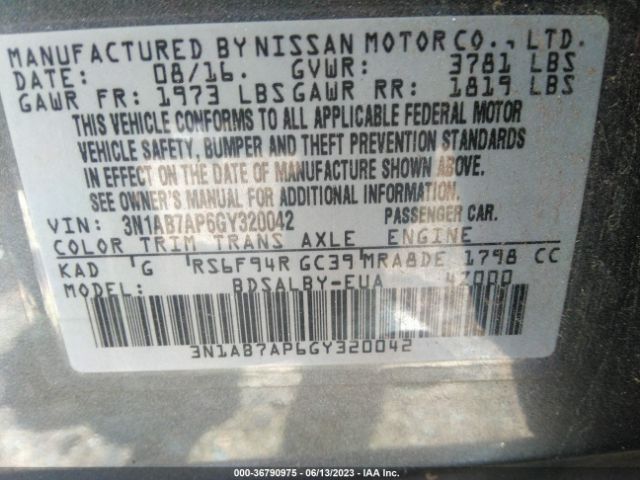 MANUFACTURED BY NISSAN MOTOR CO., LTD.
DATE: 08/16. GVWR: 3781 LBS
GAWR FR: 1973 LBS GAWR RR: 1819 LBS
THIS VEHICLE CONFORMS TO ALL APPLICABLE FEDERAL MOTOR
VEHICLE SAFETY, BUMPER AND THEFT PREVENTION STANDARDS
IN EFFECT ON THE DATE OF MANUFACTURE SHOWN ABOVE.
SEE OWNER'S MANUAL FOR ADDITIONAL INFORMATION.
VIN: 3N1AB7AP6GY320042 PASSENGER CAR.
COLOR TRIM TRANS AXLE ENGINE
KAD G RS6F94R GC39 MRA8DE 1798 CC
MODEL: BDSALBY-EUA 4Z000
3N1AB7AP6GY320042
000-36790975 | 06/13/2023 | IAA Inc.